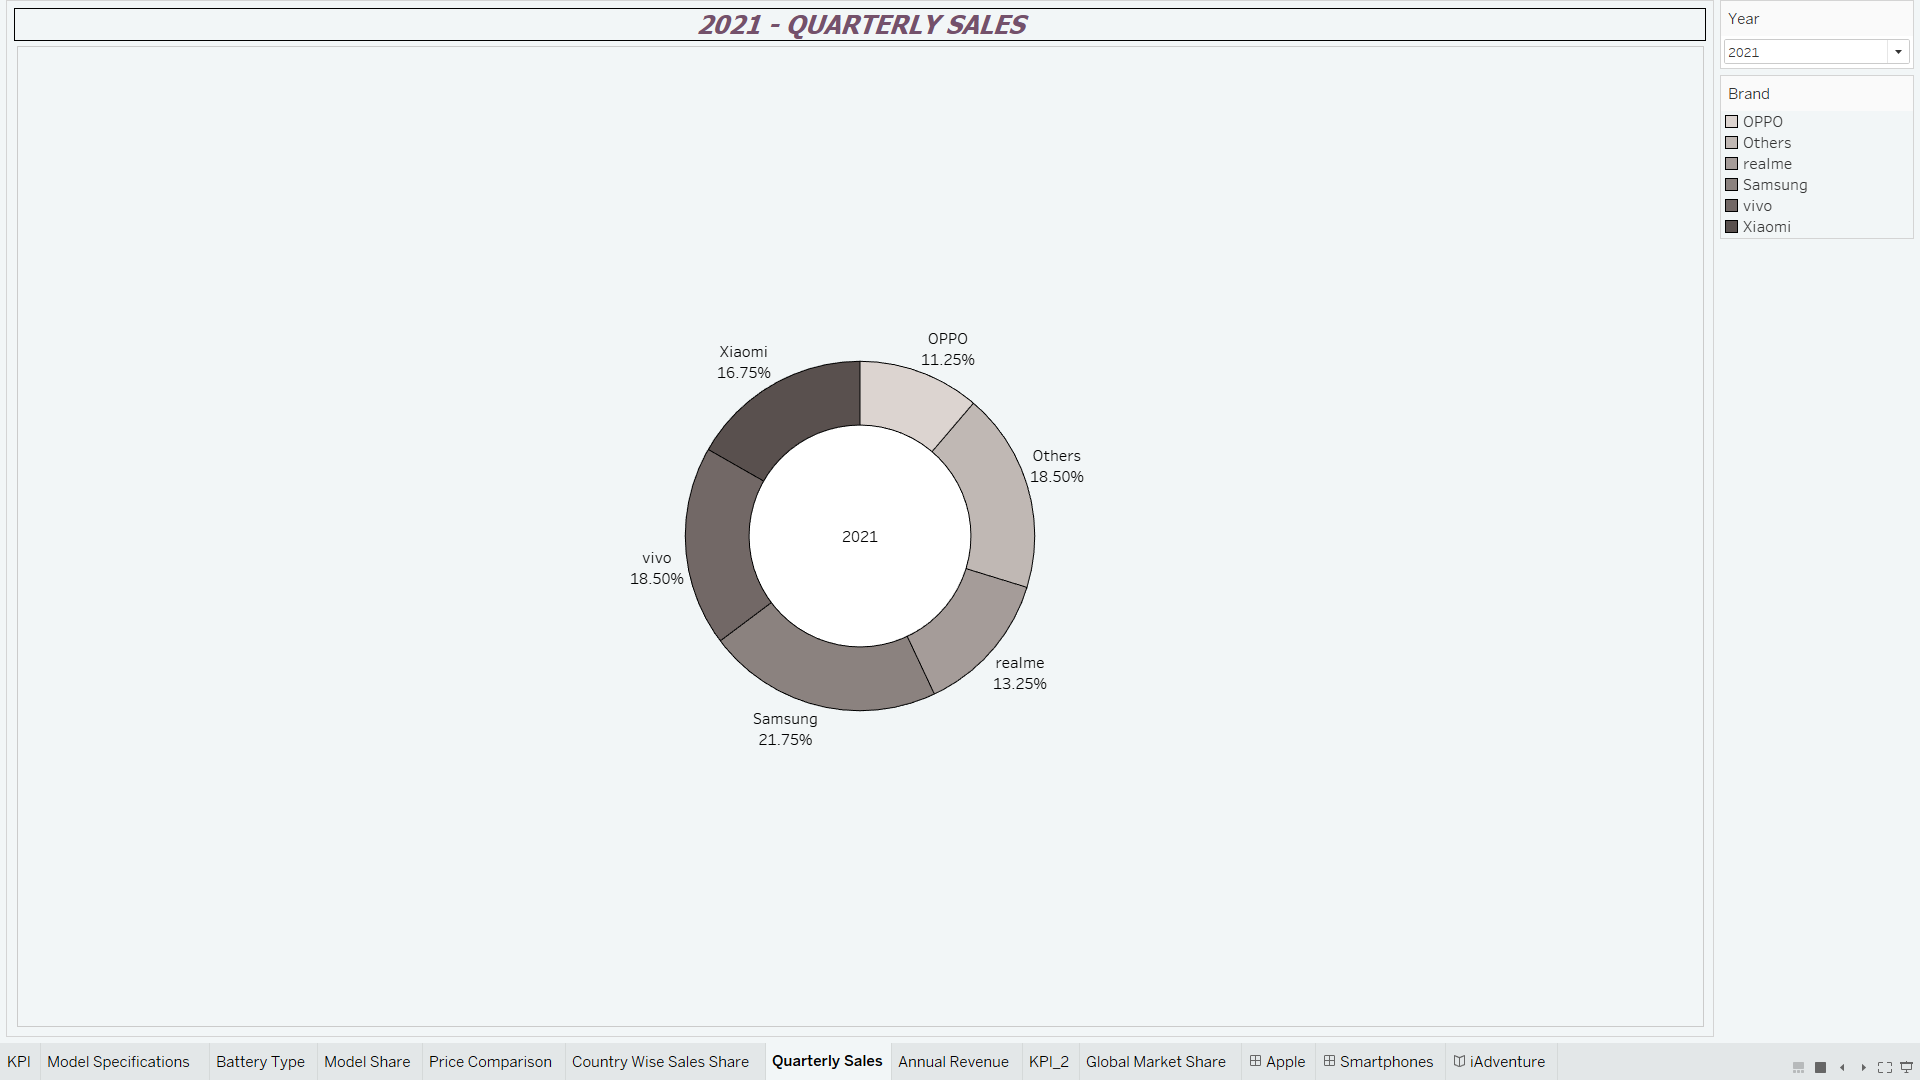 2021 - QUARTERLY SALES
Year
2021
Brand
OPPO
Others
realme
Samsung
vivo
Xiaomi
OPPO
11.25%
Xiaomi
16.75%
Others
18.50%
2021
vivo
18.50%
realme
13.25%
Samsung
21.75%
KPI Model Specifications Battery Type Model Share Price Comparison Country Wise Sales Share Quarterly Sales Annual Revenue KPI_2 Global Market Share Apple Smartphones iAdventure